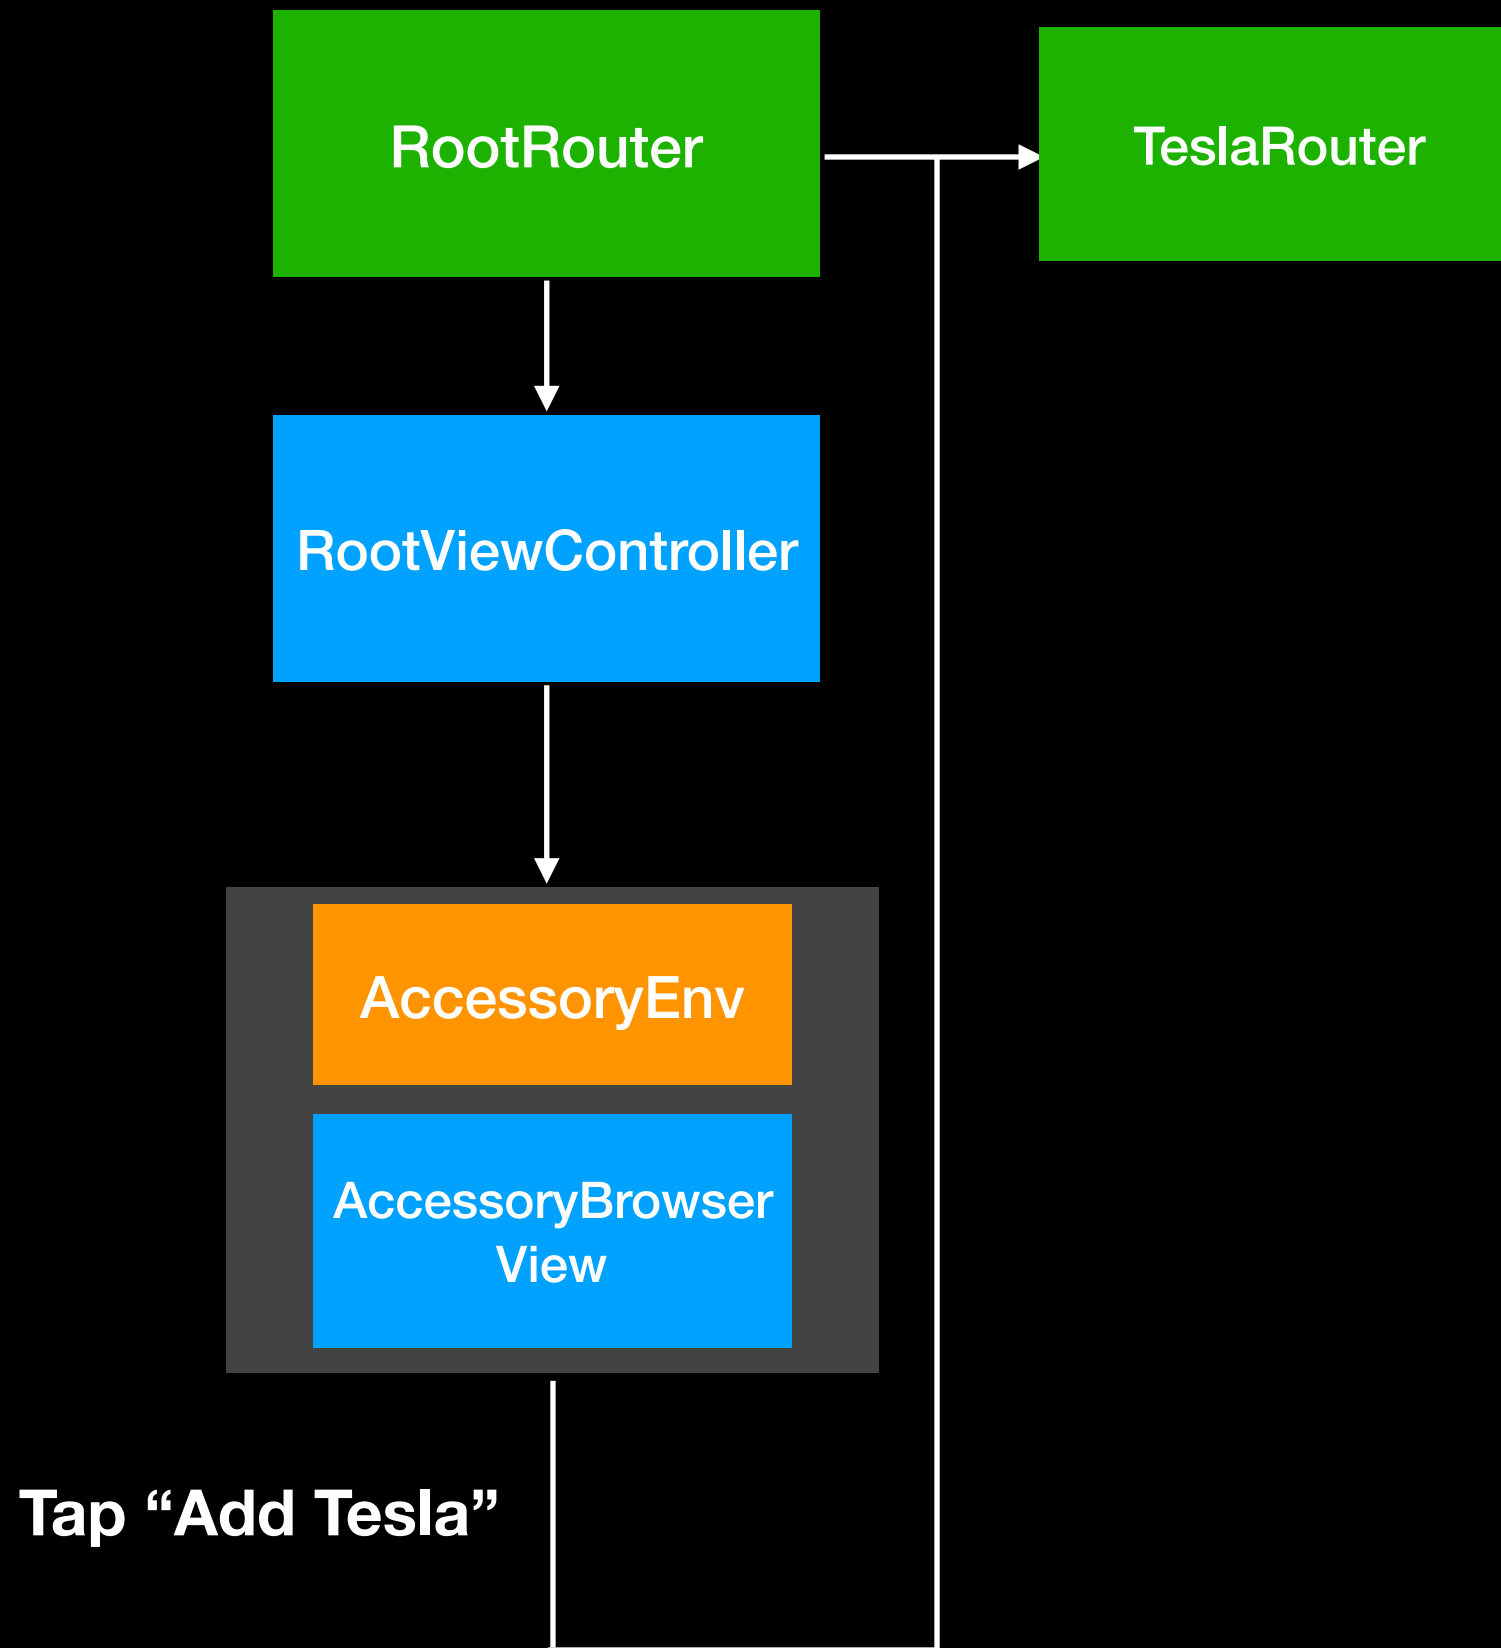 RootRouter
TeslaRouter
RootViewController
AccessoryEnv
AccessoryBrowser
View
Tap “Add Tesla”